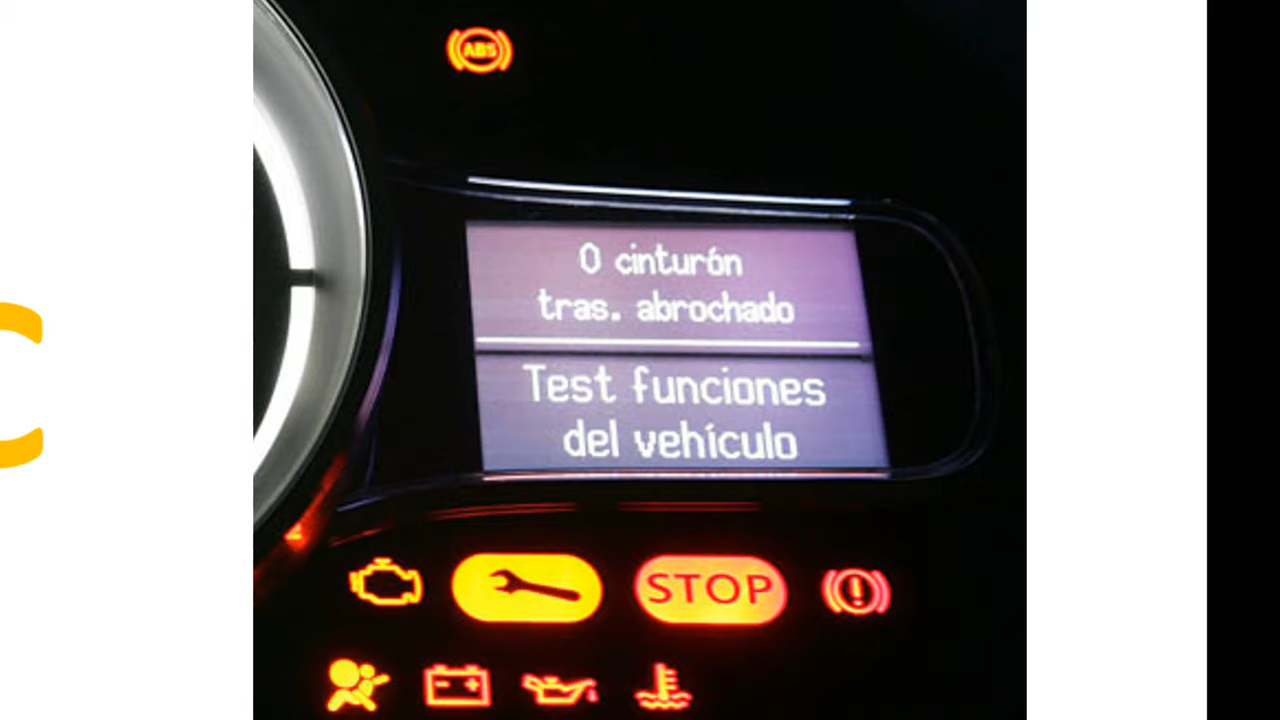 ABS
0 cinturón
tras. abrochado
Test funciones
del vehículo
STOP